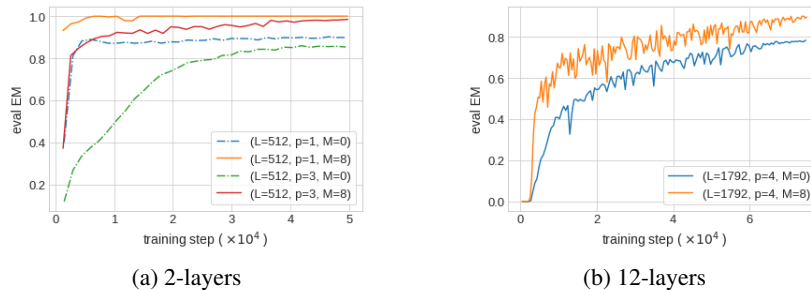 1.0
0.8
0.6
0.4
0.2
eval EM
0 1 2 3 4 5
training step ( ×10⁴)
(L=512, p=1, M=0)
(L=512, p=1, M=8)
(L=512, p=3, M=0)
(L=512, p=3, M=8)
(a) 2-layers
0.8
0.6
0.4
0.2
0.0
eval EM
0 2 4 6
training step ( ×10⁴)
(L=1792, p=4, M=0)
(L=1792, p=4, M=8)
(b) 12-layers